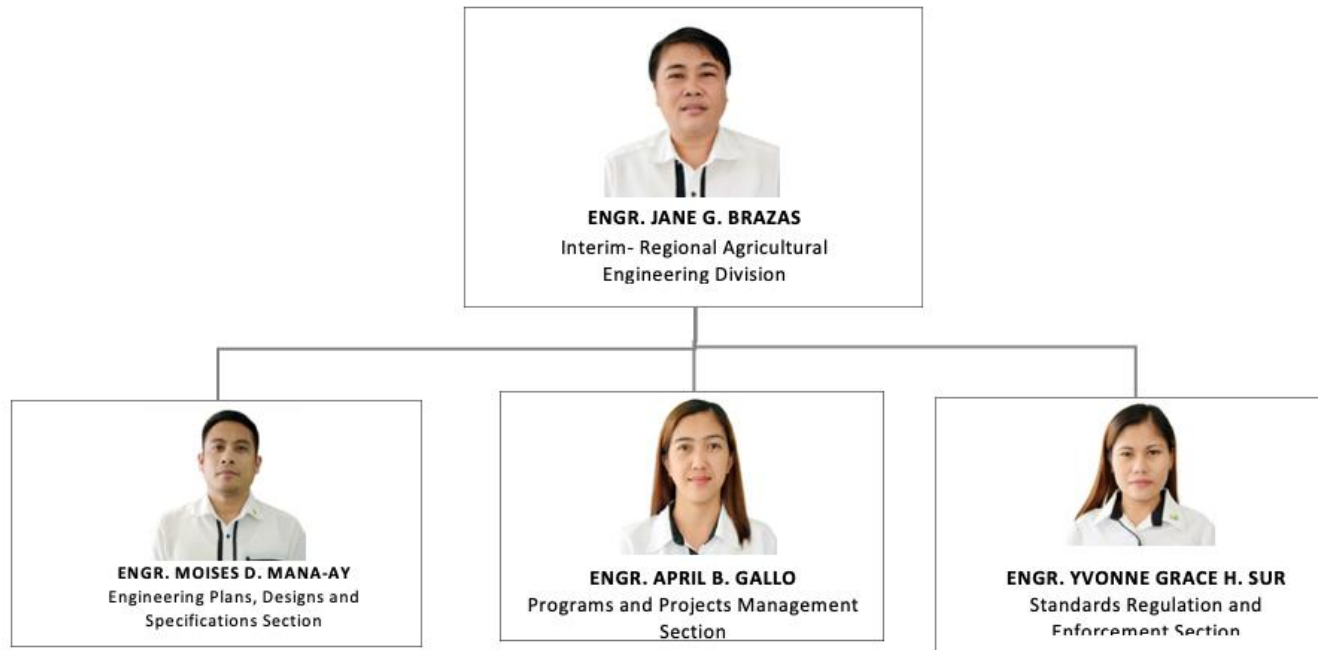 ENGR. JANE G. BRAZAS
Interim- Regional Agricultural
Engineering Division
ENGR. MOISES D. MANA-AY
Engineering Plans, Designs and
Specifications Section
ENGR. APRIL B. GALLO
Programs and Projects Management
Section
ENGR. YVONNE GRACE H. SUR
Standards Regulation and
Enforcement Section